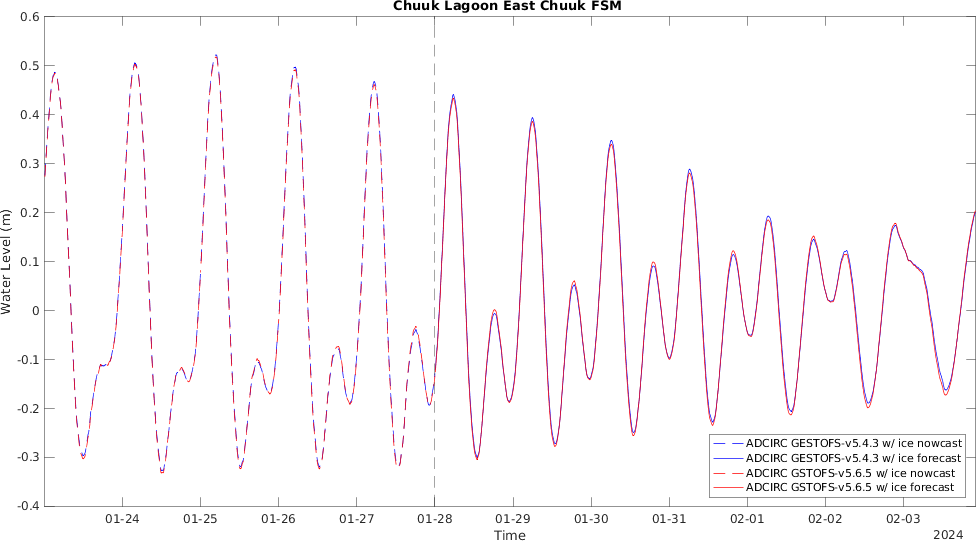 Chuuk Lagoon East Chuuk FSM
0.6
0.5
0.4
0.3
0.2
0.1
0
-0.1
-0.2
-0.3
-0.4
Water Level (m)
ADCIRC GESTOFS-v5.4.3 w/ ice nowcast
ADCIRC GESTOFS-v5.4.3 w/ ice forecast
ADCIRC GSTOFS-v5.6.5 w/ ice nowcast
ADCIRC GSTOFS-v5.6.5 w/ ice forecast
01-24 01-25 01-26 01-27 01-28 01-29 01-30 01-31 02-01 02-02 02-03
Time
2024